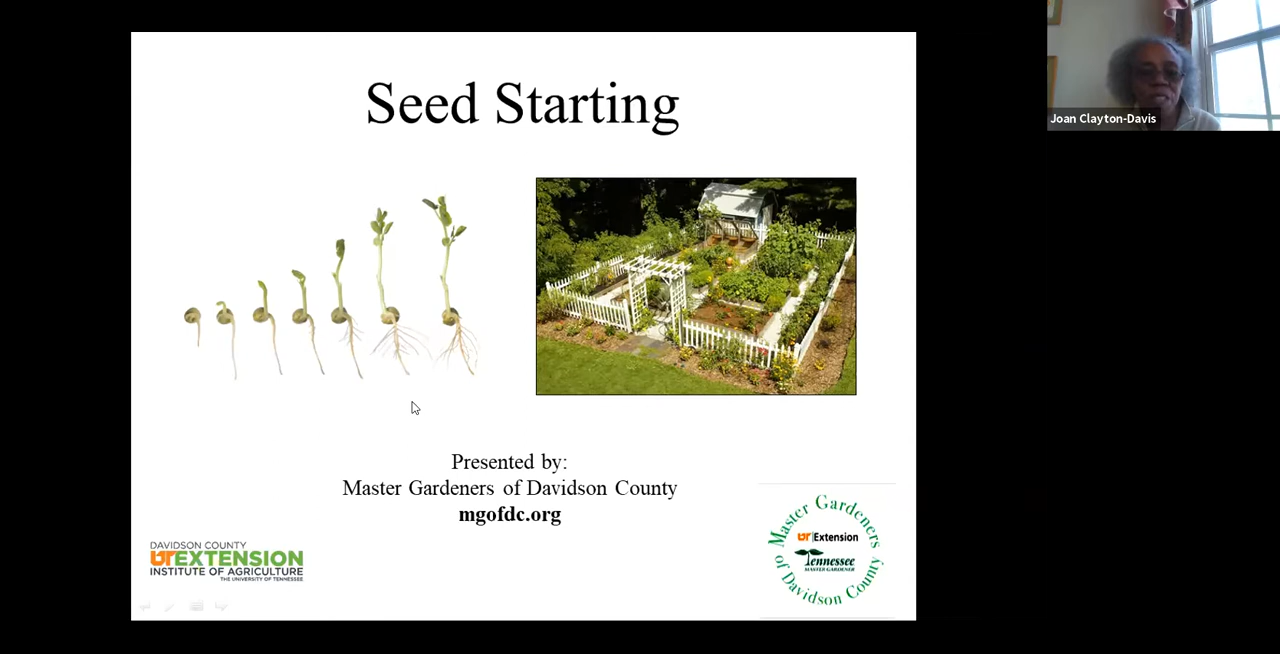 Seed Starting
Joan Clayton-Davis
Presented by:
Master Gardeners of Davidson County
mgofdc.org
DAVIDSON COUNTY
UT EXTENSION
INSTITUTE OF AGRICULTURE
THE UNIVERSITY OF TENNESSEE
Master Gardeners
UT Extension
Tennessee
MASTER GARDENER
of Davidson County